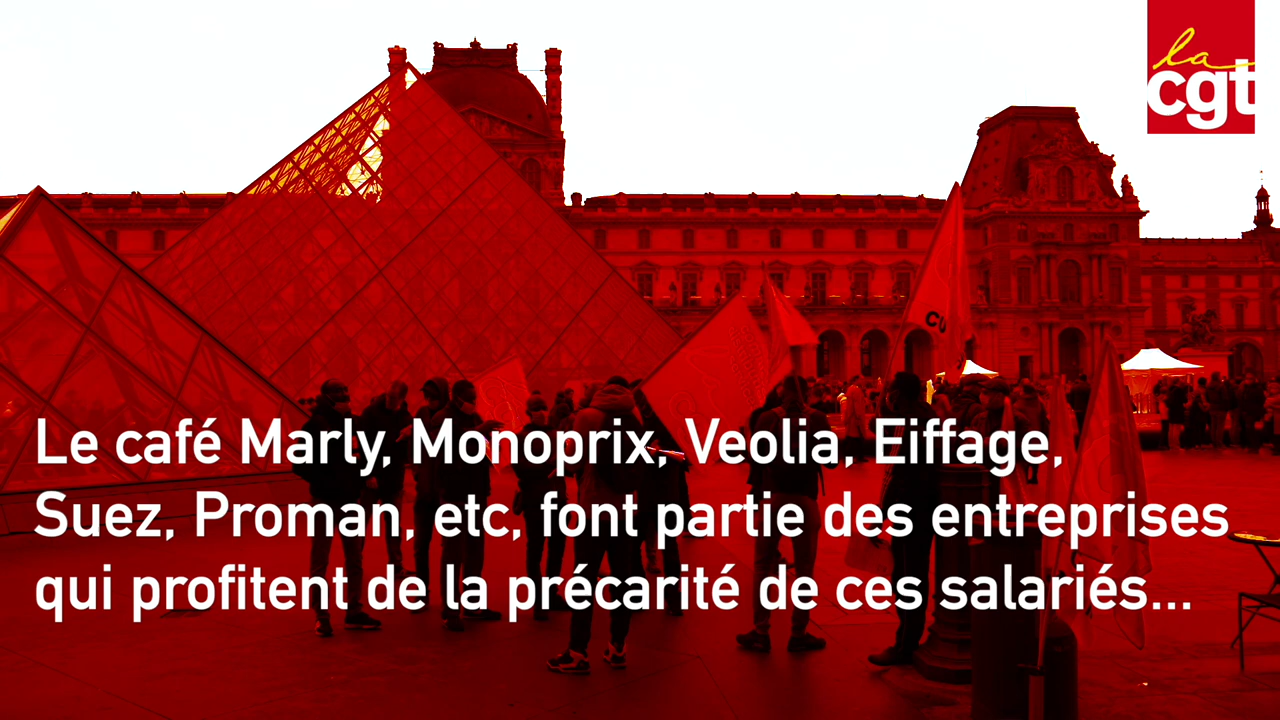 la
cgt
Le café Marly, Monoprix, Veolia, Eiffage,
Suez, Proman, etc, font partie des entreprises
qui profitent de la précarité de ces salariés...